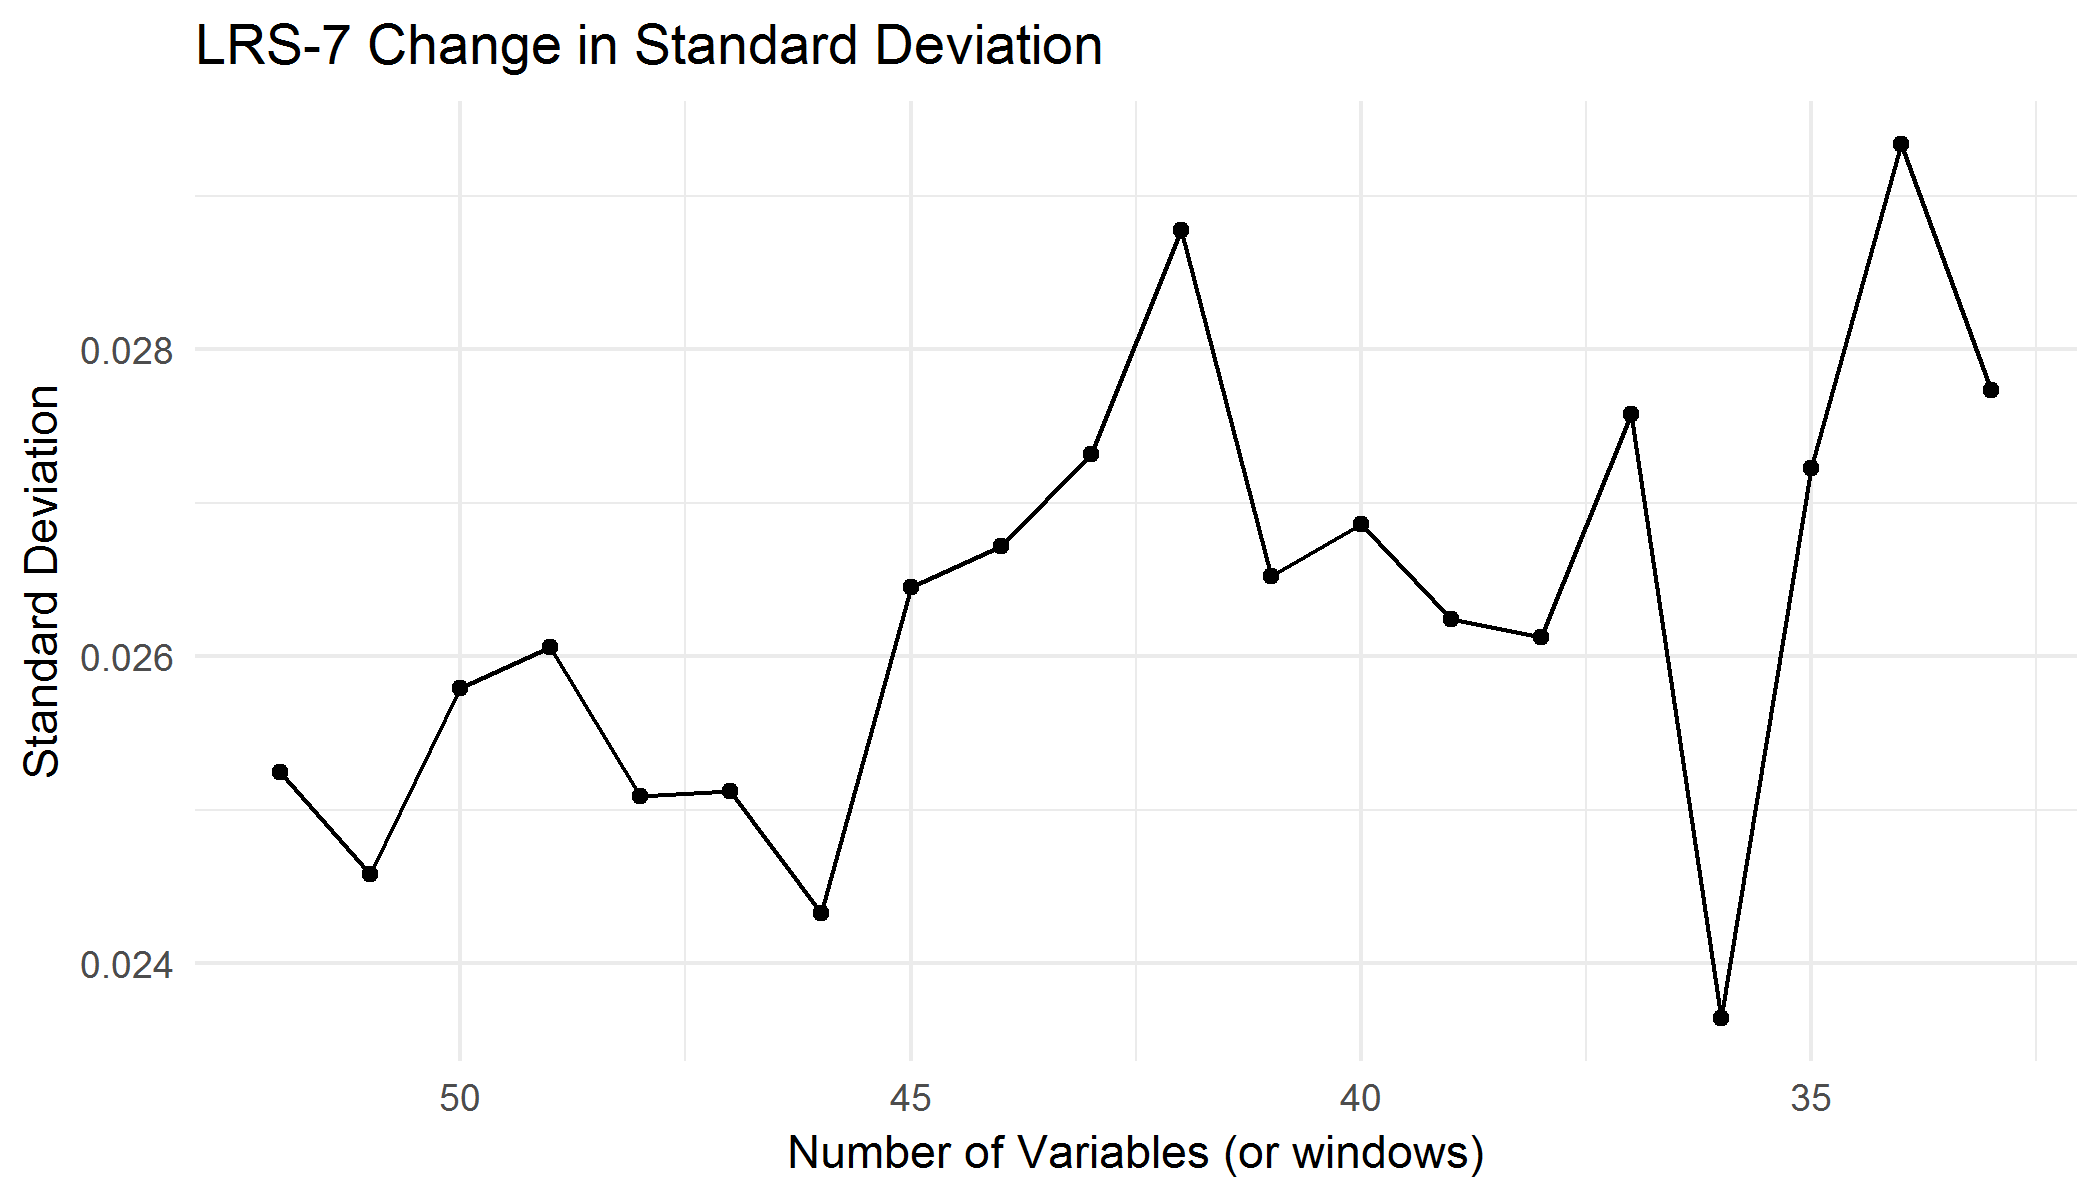 LRS-7 Change in Standard Deviation
Standard Deviation
0.028
0.026
0.024
50 45 40 35
Number of Variables (or windows)